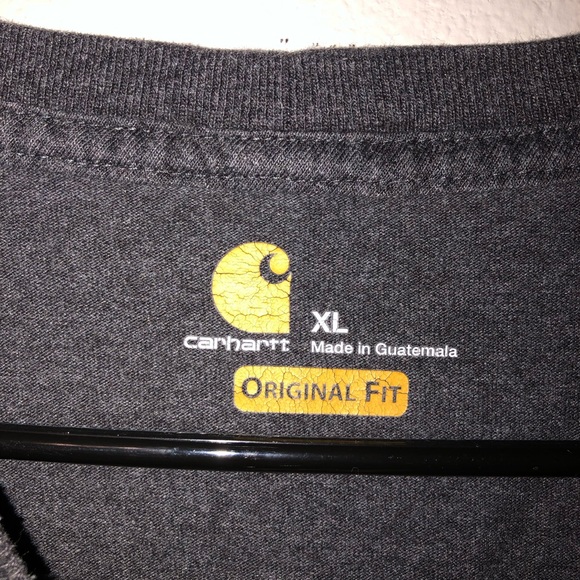 XL
carhartt Made in Guatemala
ORIGINAL FIT